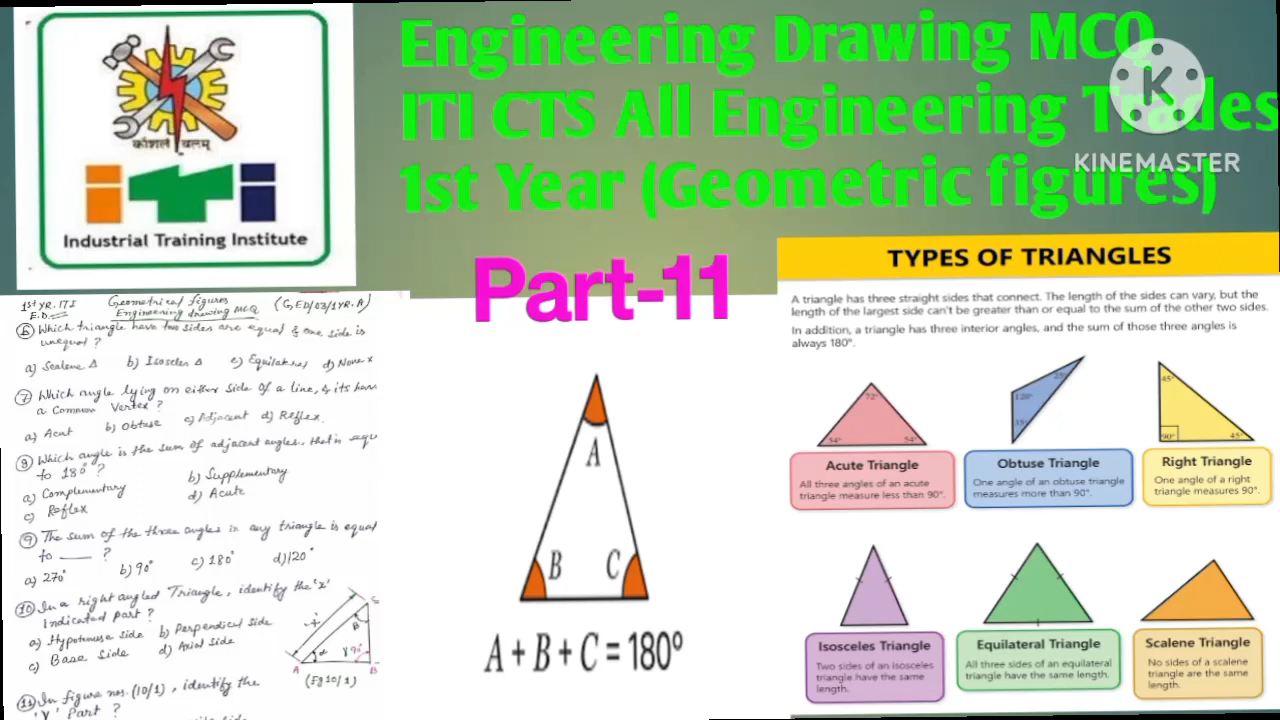 Engineering Drawing MCQ
ITI CTS All Engineering Trades
1st Year (Geometric figures)
Part-11
K
KINEMASTER
कौशलं बलम्
Industrial Training Institute
1st YR. ITI Geometrical figures (G,ED/03/1YR.A)
E.D. Engineering drawing MCQ
⑥ Which triangle have two sides are equal & one side is
unequal ?
a) Scalene Δ b) Isosceles Δ c) Equilateral d) None x
⑦ Which angle lying on either side of a line, & its have
a Common Vertex ?
a) Acut b) Obtuse c) Adjacent d) Reflex.
⑧ Which angle is the sum of adjacent angles, that is equ
to 180° ?
a) Complementary b) Supplementary
c) Reflex d) Acute
⑨ The sum of the three angles in any triangle is equal
to ___ ?
a) 270° b) 90° c) 180° d) 120°
⑩ In a right angled Triangle, identify the 'x'
indicated part ?
a) Hypotenuse side b) Perpendicul side
c) Base side d) Axial side
(Fg 10/1)
A
B
⑪ In figure nos. (10/1), identify the
'Y' Part ?
A
B C
A + B + C = 180º
TYPES OF TRIANGLES
A triangle has three straight sides that connect. The length of the sides can vary, but the
length of the largest side can't be greater than or equal to the sum of the other two sides.
In addition, a triangle has three interior angles, and the sum of those three angles is
always 180°.
72°
54° 54°
Acute Triangle
All three angles of an acute
triangle measure less than 90°.
25°
120°
35°
Obtuse Triangle
One angle of an obtuse triangle
measures more than 90°.
45°
90° 45°
Right Triangle
One angle of a right
triangle measures 90°.
Isosceles Triangle
Two sides of an isosceles
triangle have the same
length.
Equilateral Triangle
All three sides of an equilateral
triangle have the same length.
Scalene Triangle
No sides of a scalene
triangle are the same
length.